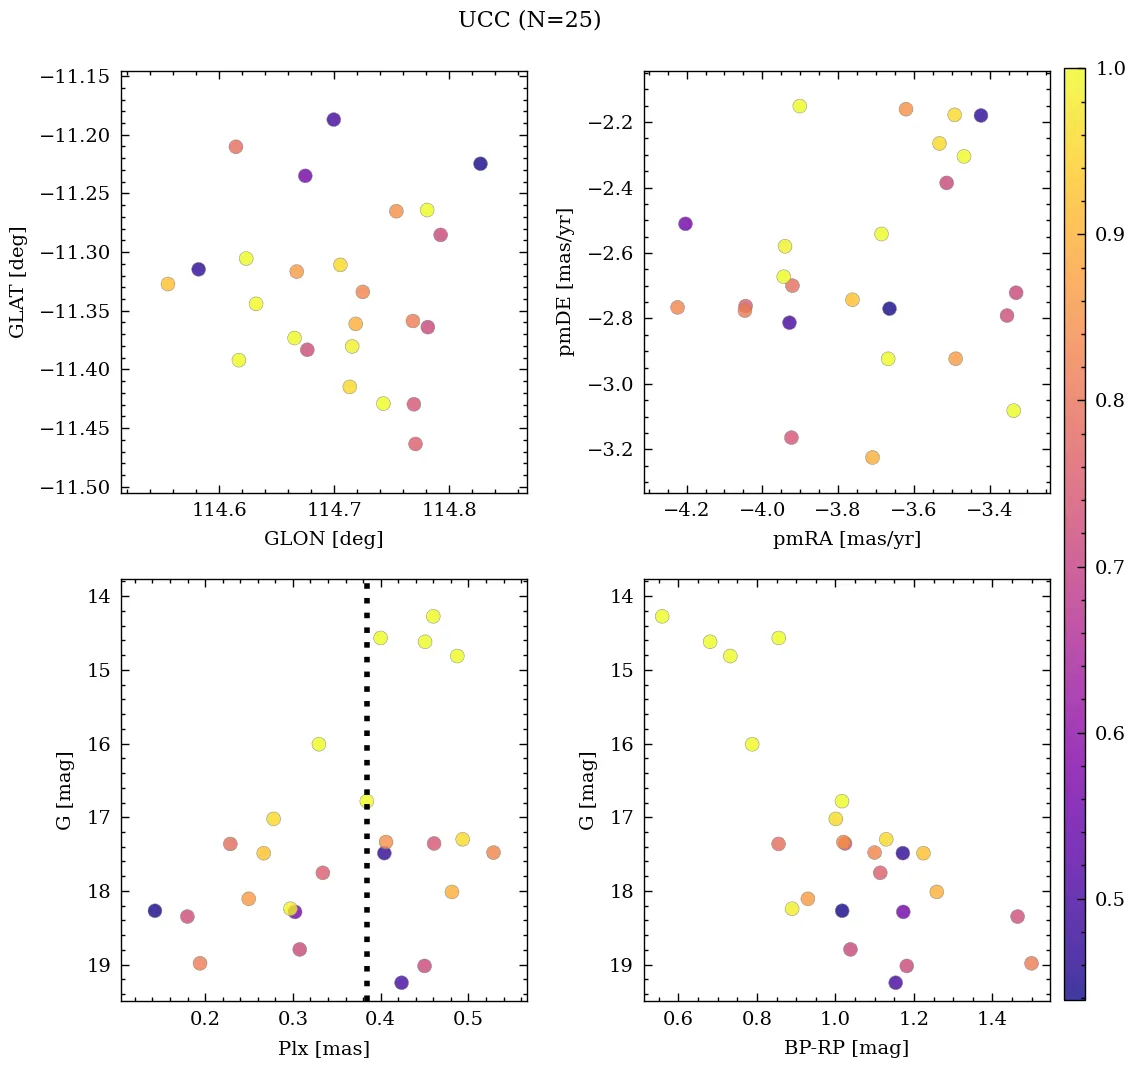 UCC (N=25)
−11.15
−11.20
−11.25
−11.30
−11.35
−11.40
−11.45
−11.50
GLAT [deg]
114.6 114.7 114.8
GLON [deg]
−2.2
−2.4
−2.6
−2.8
−3.0
−3.2
pmDE [mas/yr]
−4.2 −4.0 −3.8 −3.6 −3.4
pmRA [mas/yr]
14
15
16
17
18
19
G [mag]
0.2 0.3 0.4 0.5
Plx [mas]
14
15
16
17
18
19
G [mag]
0.6 0.8 1.0 1.2 1.4
BP-RP [mag]
1.0
0.9
0.8
0.7
0.6
0.5